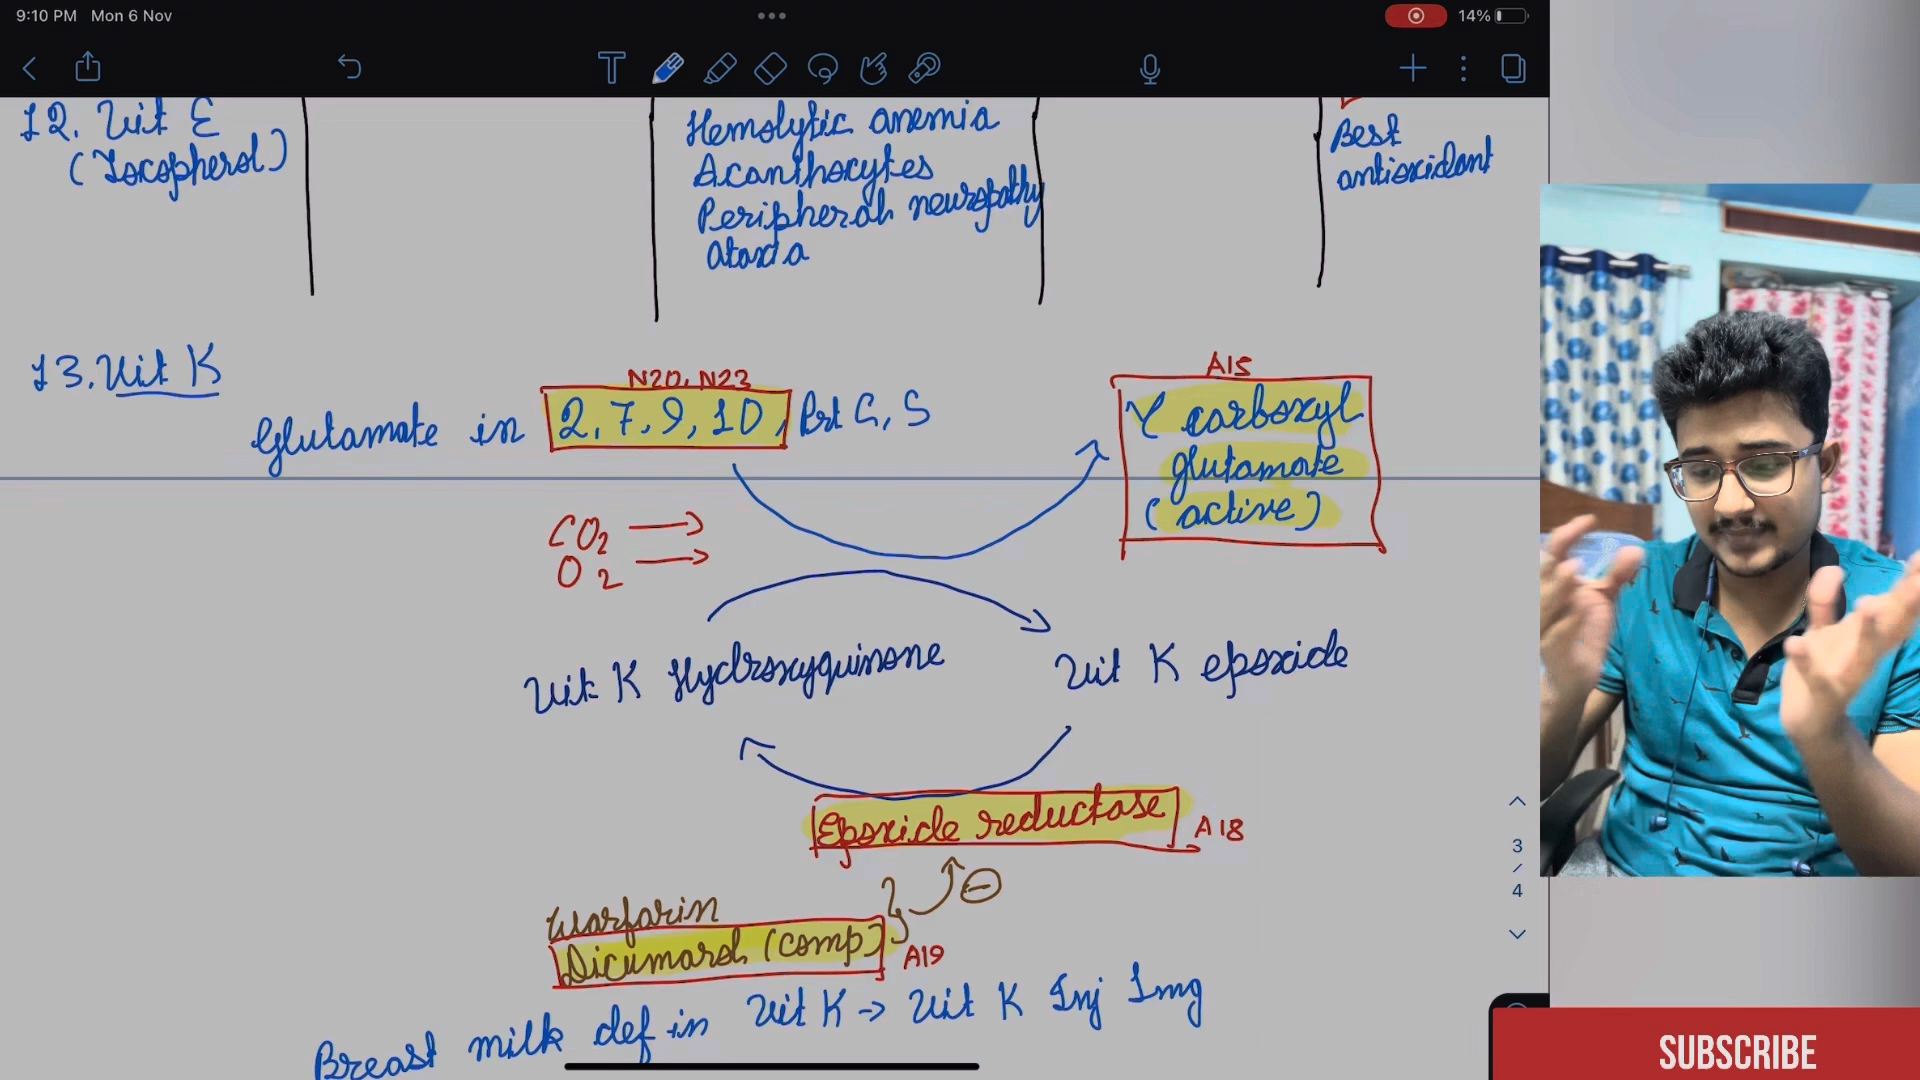 9:10 PM Mon 6 Nov
14%
12. Vit E
(Tocopherol)
Hemolytic anemia
Acanthocytes
Peripheral neuropathy
Ataxia
Best
antioxidant
13. Vit K
N20, N23
Glutamate in 2, 7, 9, 10, Prt C, S
A15
γ carboxyl
glutamate
(active)
CO2 →
O2 →
Vit K Hydroxyquinone
Vit K epoxide
Epoxide reductase
A18
Warfarin
Dicumarol (comp)
A19
Breast milk def in Vit K → Vit K Inj 1mg
3
/
4
SUBSCRIBE